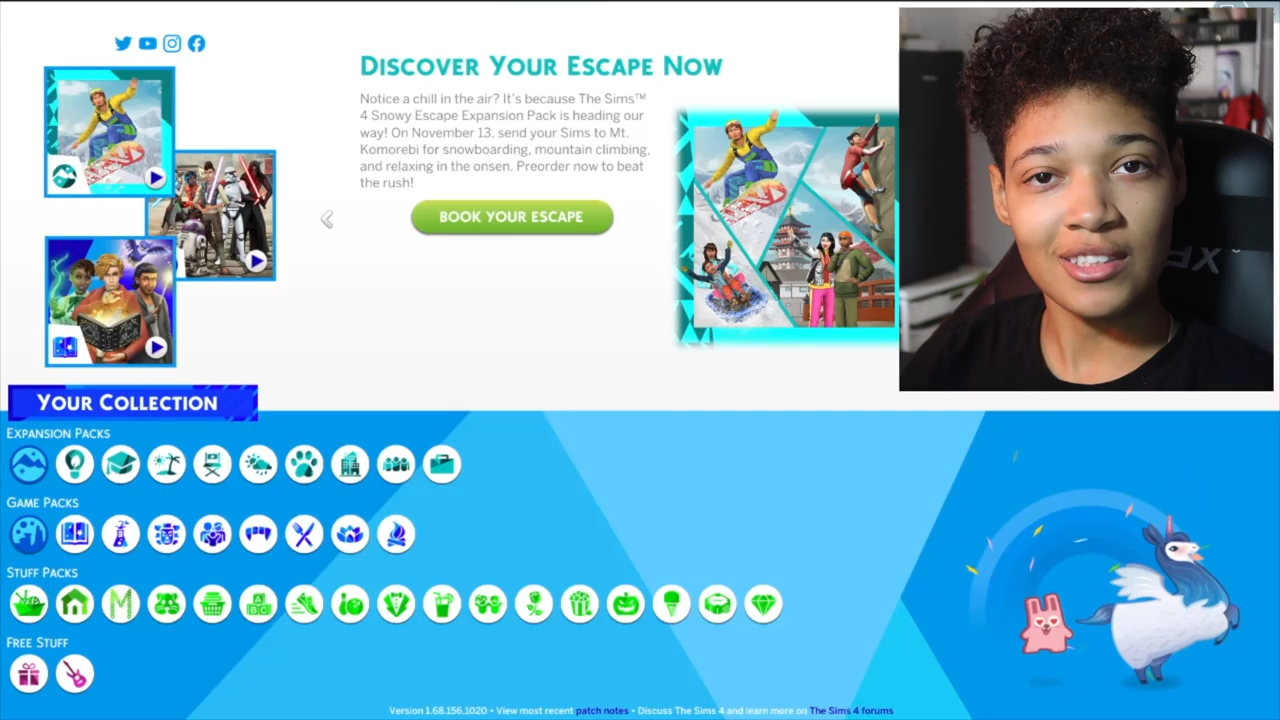 DISCOVER YOUR ESCAPE NOW
Notice a chill in the air? It's because The Sims™
4 Snowy Escape Expansion Pack is heading our
way! On November 13, send your Sims to Mt.
Komorebi for snowboarding, mountain climbing,
and relaxing in the onsen. Preorder now to beat
the rush!
BOOK YOUR ESCAPE
YOUR COLLECTION
EXPANSION PACKS
GAME PACKS
STUFF PACKS
A
B C
FREE STUFF
Version 1.68.156.1020 • View most recent patch notes • Discuss The Sims 4 and learn more on The Sims 4 forums